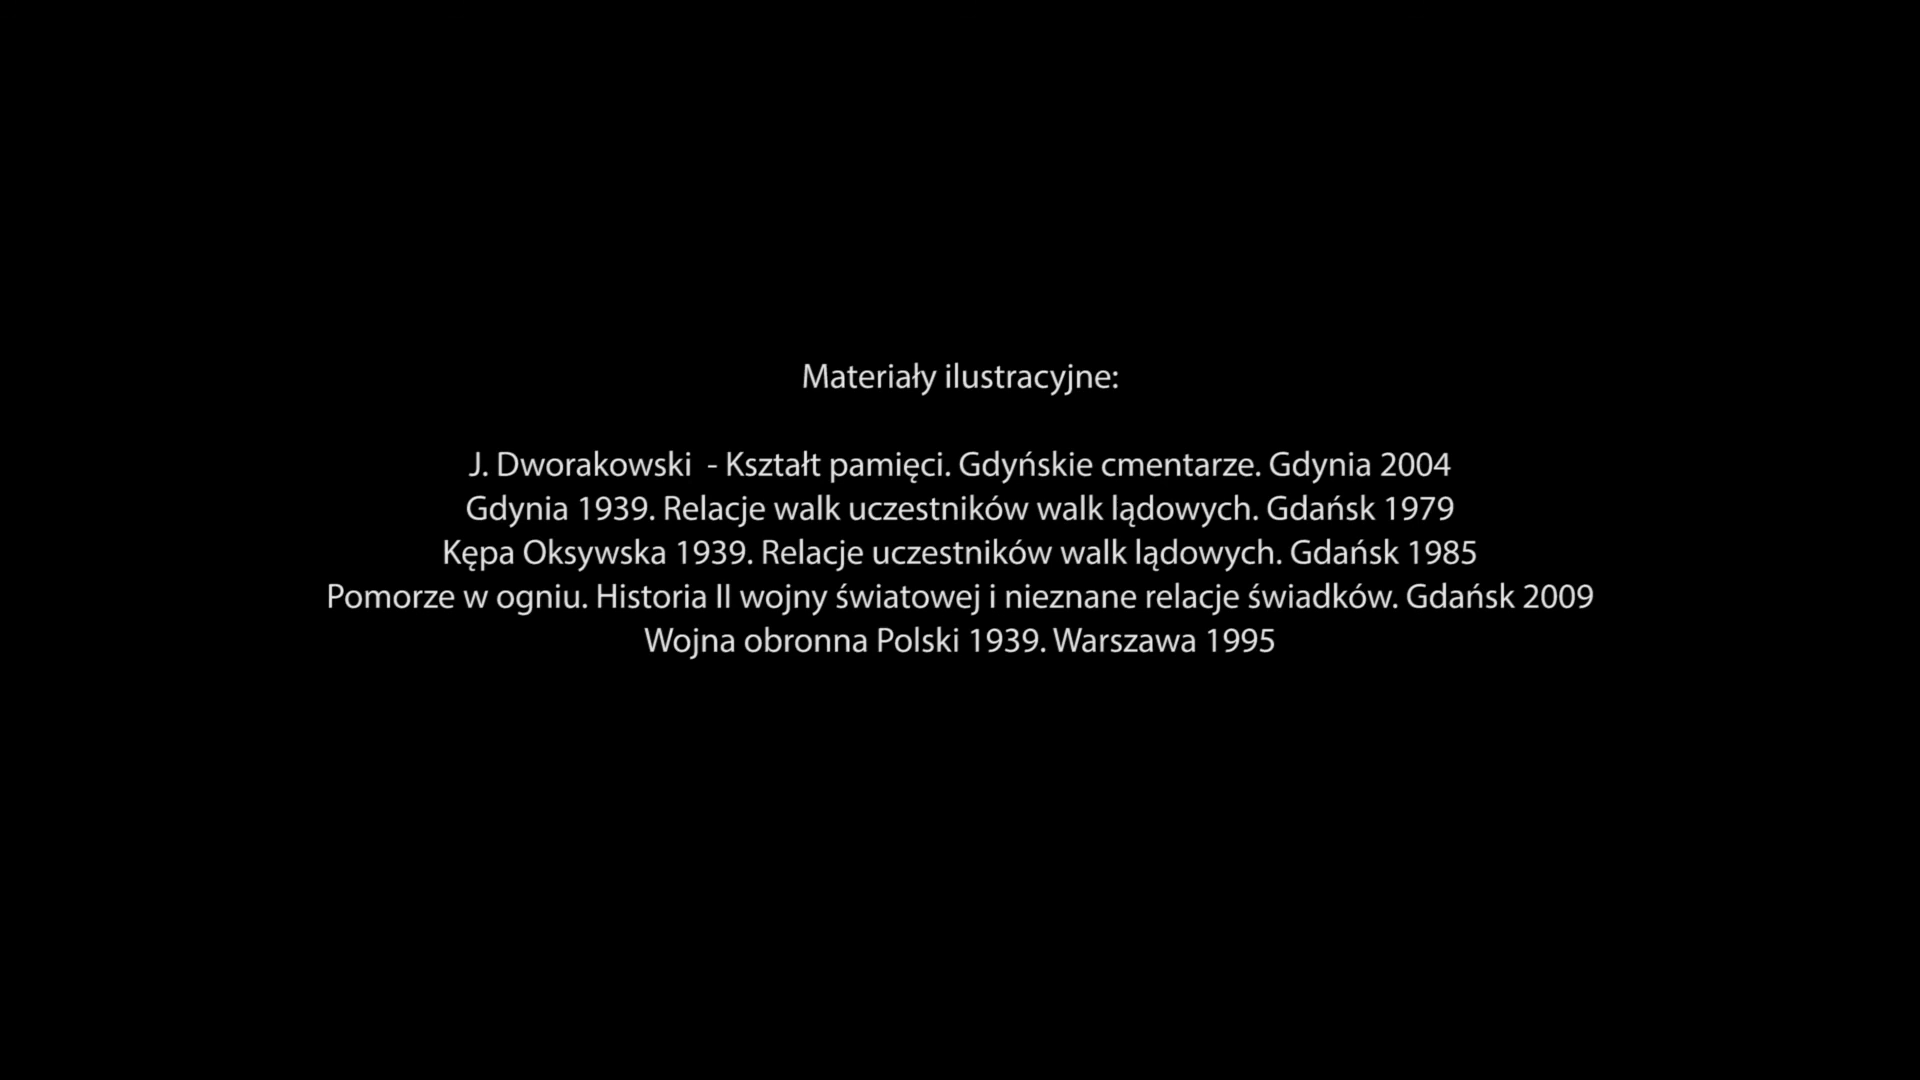 Materiały ilustracyjne:
J. Dworakowski - Kształt pamięci. Gdyńskie cmentarze. Gdynia 2004
Gdynia 1939. Relacje walk uczestników walk lądowych. Gdańsk 1979
Kępa Oksywska 1939. Relacje uczestników walk lądowych. Gdańsk 1985
Pomorze w ogniu. Historia II wojny światowej i nieznane relacje świadków. Gdańsk 2009
Wojna obronna Polski 1939. Warszawa 1995